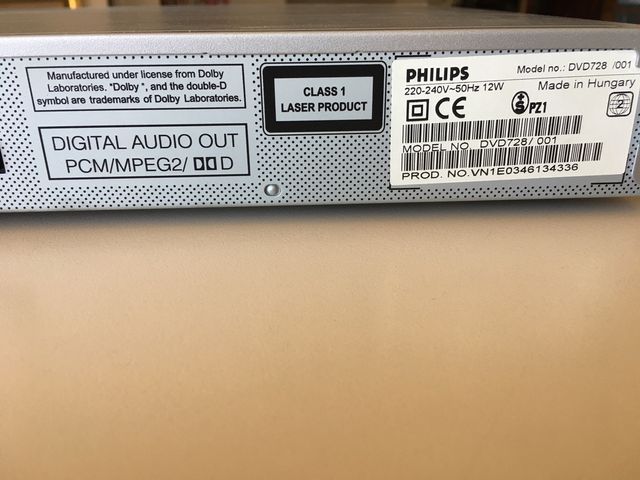 Manufactured under license from Dolby
Laboratories. "Dolby", and the double-D
symbol are trademarks of Dolby Laboratories.
DIGITAL AUDIO OUT
PCM/MPEG2/ D
CLASS 1
LASER PRODUCT
PHILIPS
Model no.: DVD728 /001
220-240V~50Hz 12W
Made in Hungary
CE
S
PZ1
2
MODEL NO. DVD728/001
PROD. NO.VN1E0346134336